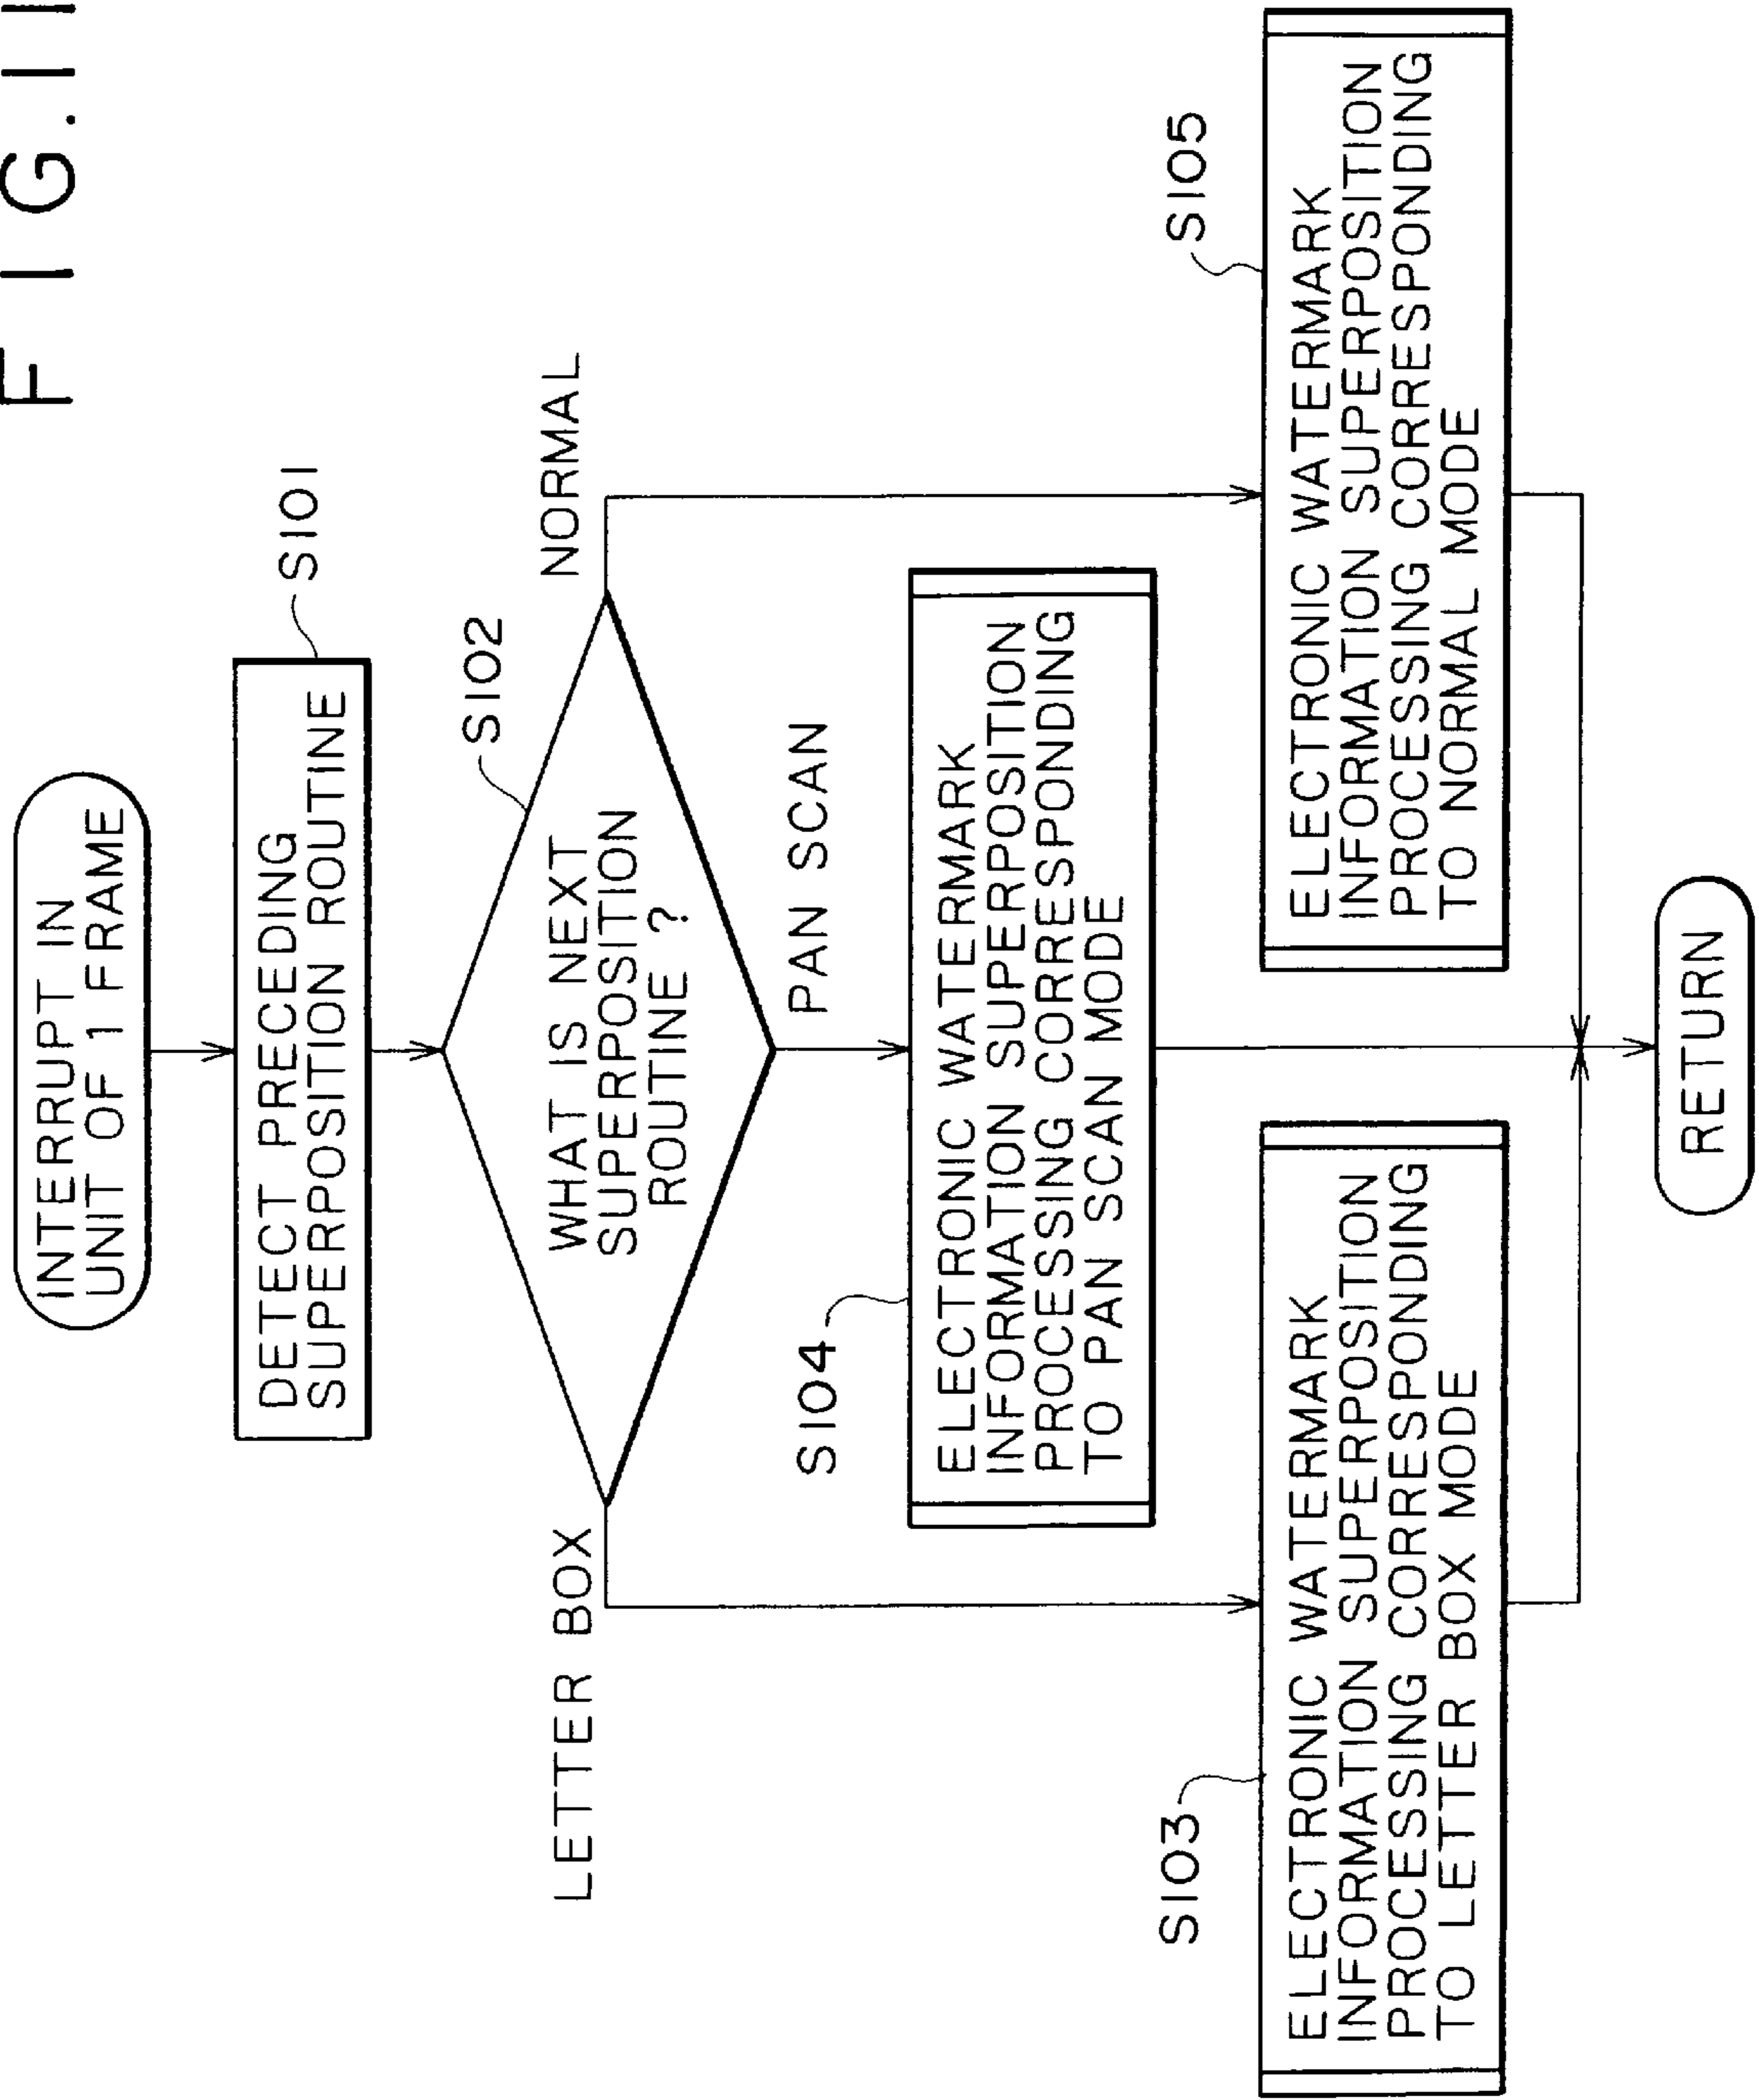 FIG.11
INTERRUPT IN
UNIT OF 1 FRAME
DETECT PRECEDING
SUPERPOSITION ROUTINE
S101
S102
WHAT IS NEXT
SUPERPOSITION
ROUTINE ?
LETTER BOX
NORMAL
PAN SCAN
S104
ELECTRONIC WATERMARK
INFORMATION SUPERPOSITION
PROCESSING CORRESPONDING
TO PAN SCAN MODE
S103
ELECTRONIC WATERMARK
INFORMATION SUPERPOSITION
PROCESSING CORRESPONDING
TO LETTER BOX MODE
S105
ELECTRONIC WATERMARK
INFORMATION SUPERPOSITION
PROCESSING CORRESPONDING
TO NORMAL MODE
RETURN